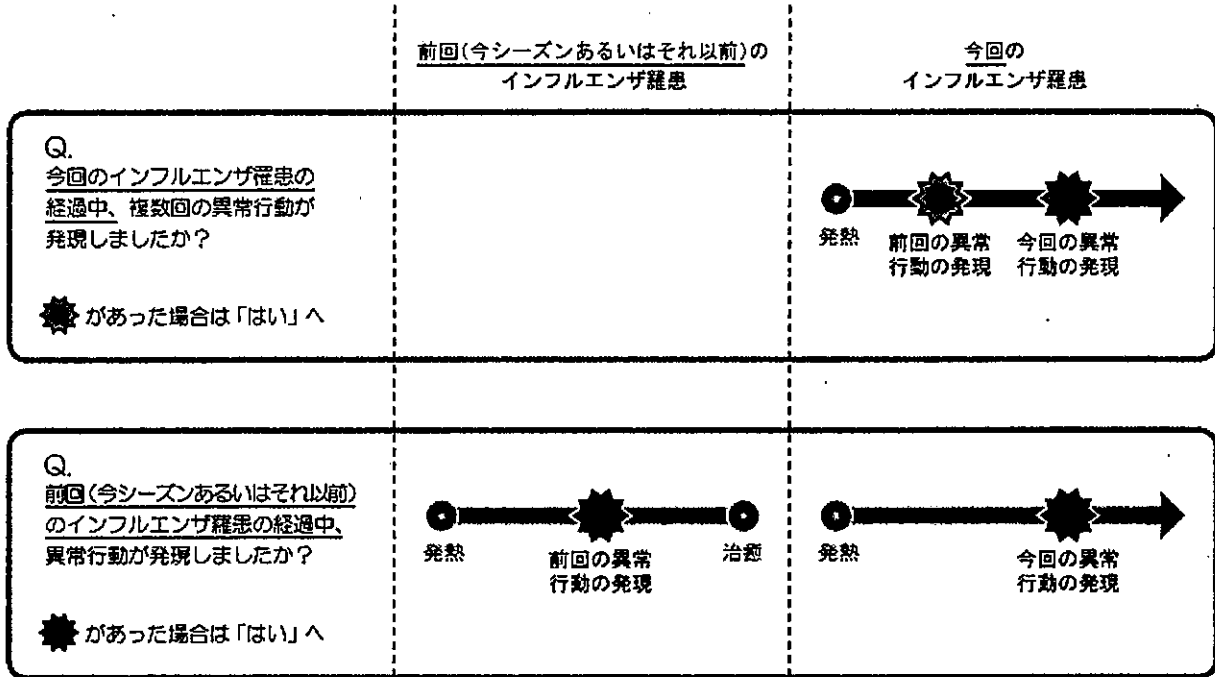 前回(今シーズンあるいはそれ以前)の
インフルエンザ羅患
今回の
インフルエンザ羅患
Q.
今回のインフルエンザ罹患の
経過中、複数回の異常行動が
発現しましたか？
があった場合は「はい」へ
発熱
前回の異常
行動の発現
今回の異常
行動の発現
Q.
前回(今シーズンあるいはそれ以前)
のインフルエンザ羅患の経過中、
異常行動が発現しましたか？
があった場合は「はい」へ
発熱
前回の異常
行動の発現
治癒
発熱
今回の異常
行動の発現